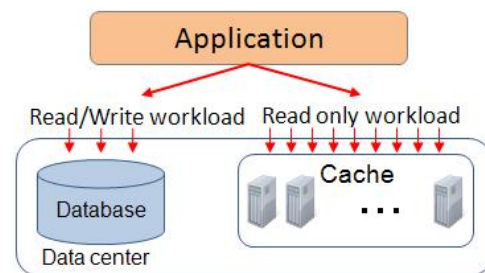 Application
Read/Write workload
Read only workload
Cache
Database
...
Data center